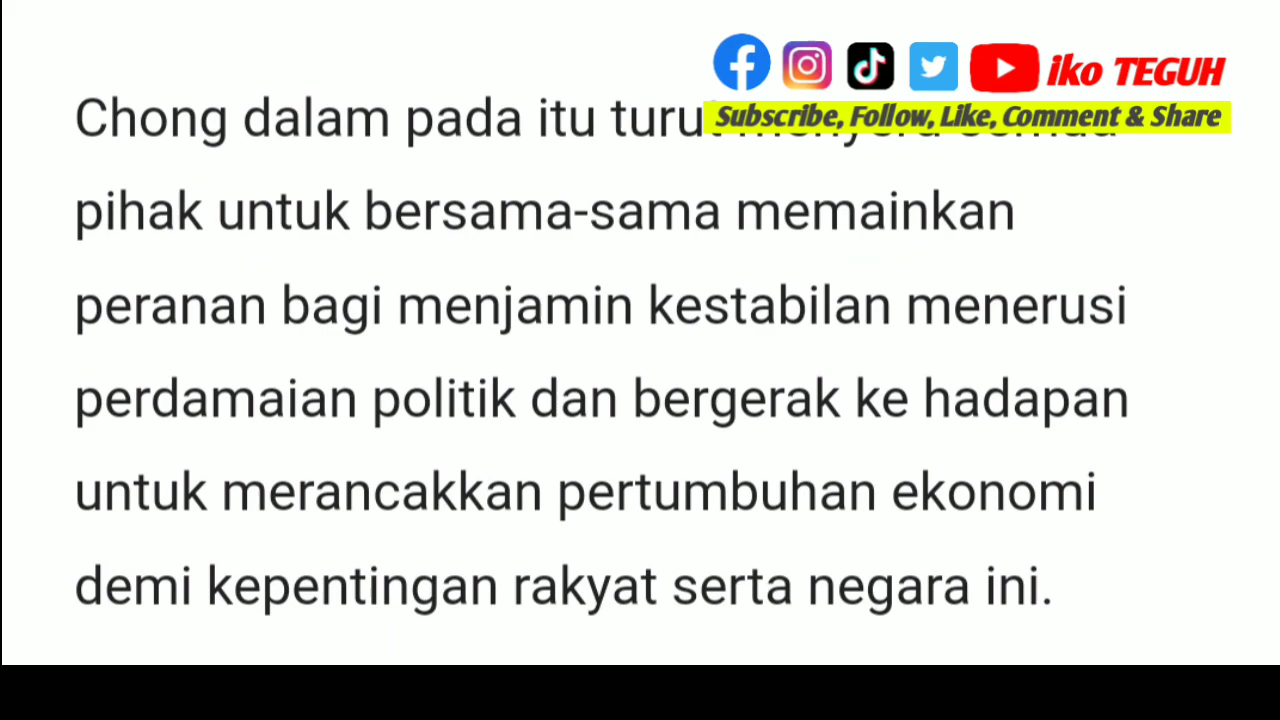 iko TEGUH
Subscribe, Follow, Like, Comment & Share
Chong dalam pada itu turut menyeru semua
pihak untuk bersama-sama memainkan
peranan bagi menjamin kestabilan menerusi
perdamaian politik dan bergerak ke hadapan
untuk merancakkan pertumbuhan ekonomi
demi kepentingan rakyat serta negara ini.